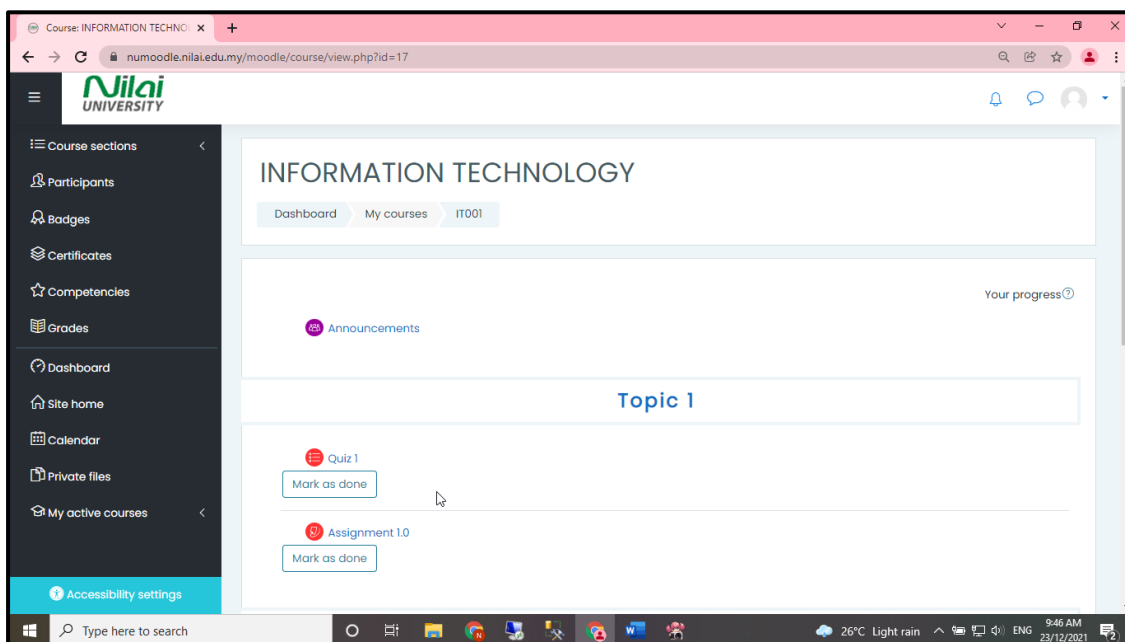 Course: INFORMATION TECHNOL
numoodle.nilai.edu.my/moodle/course/view.php?id=17
Nilai
UNIVERSITY
Course sections
Participants
Badges
Certificates
Competencies
Grades
Dashboard
Site home
Calendar
Private files
My active courses
Accessibility settings
INFORMATION TECHNOLOGY
Dashboard My courses IT001
Your progress
Announcements
Topic 1
Quiz 1
Mark as done
Assignment 1.0
Mark as done
Type here to search
26°C Light rain ENG 9:46 AM
23/12/2021 2